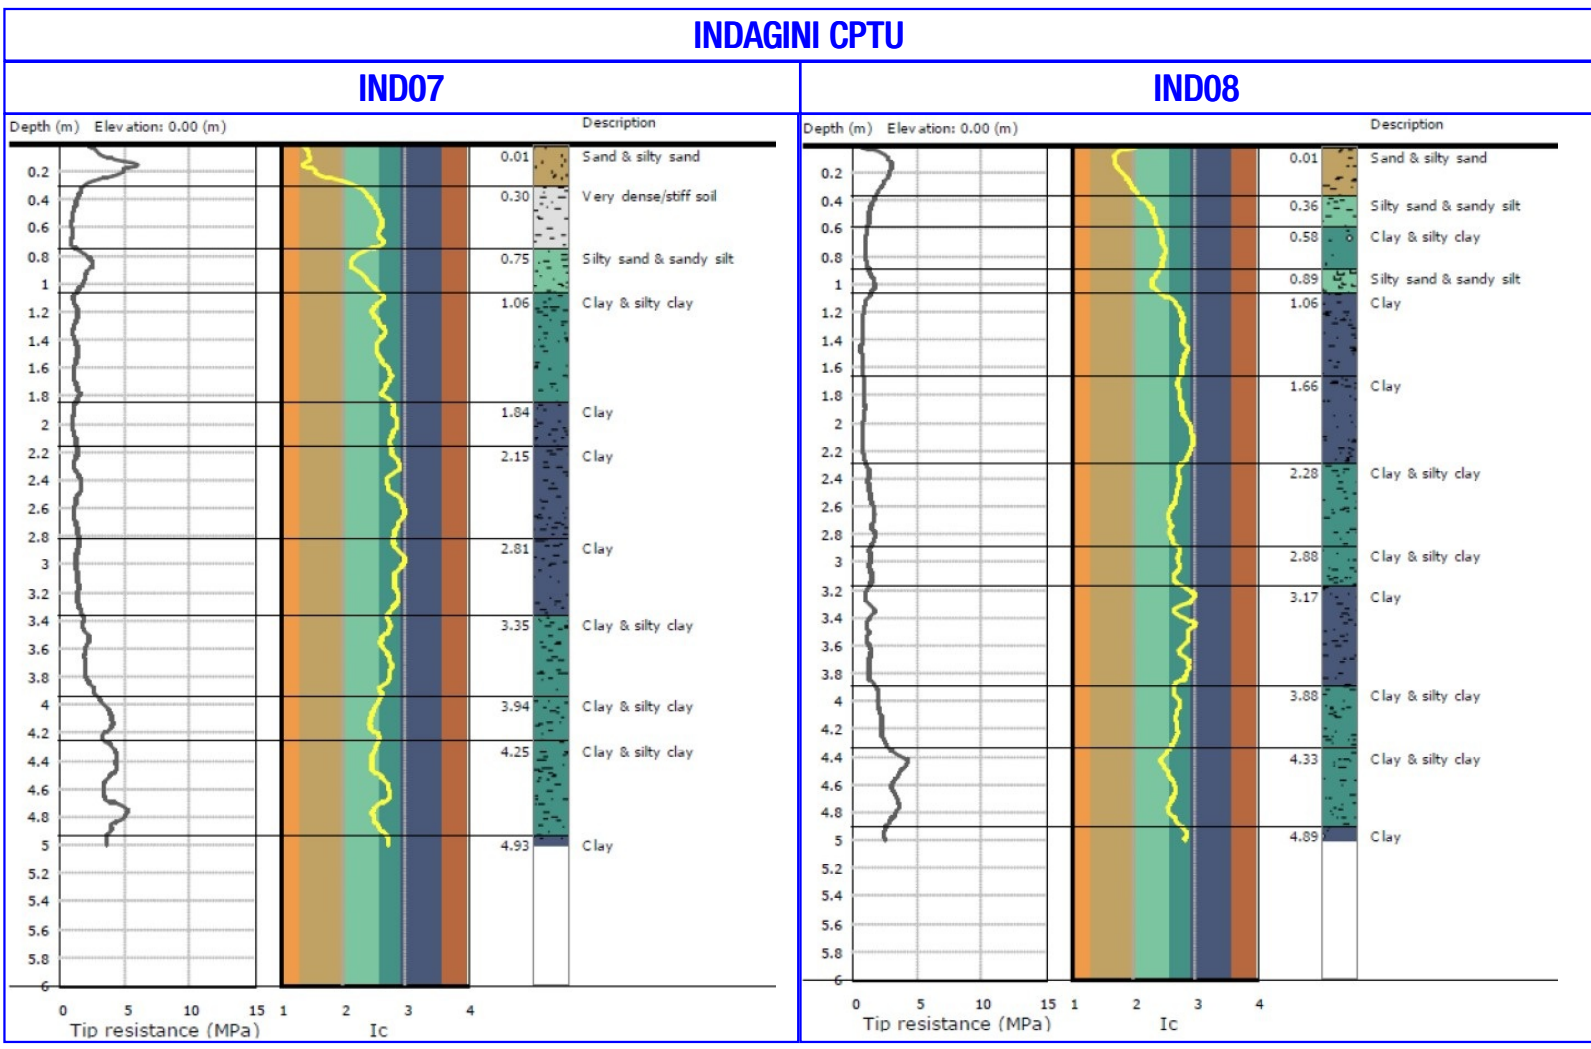 INDAGINI CPTU
IND07
Depth (m) Elevation: 0.00 (m) Description
0.01 Sand & silty sand
0.2
0.30 Very dense/stiff soil
0.4
0.6
0.75 Silty sand & sandy silt
0.8
1
1.06 Clay & silty clay
1.2
1.4
1.6
1.8
1.84 Clay
2
2.15 Clay
2.2
2.4
2.6
2.8
2.81 Clay
3
3.2
3.35 Clay & silty clay
3.4
3.6
3.8
3.94 Clay & silty clay
4
4.2
4.25 Clay & silty clay
4.4
4.6
4.8
4.93 Clay
5
5.2
5.4
5.6
5.8
6
0 5 10 15 1 2 3 4
Tip resistance (MPa) Ic
IND08
Depth (m) Elevation: 0.00 (m) Description
0.01 Sand & silty sand
0.2
0.36 Silty sand & sandy silt
0.4
0.58 Clay & silty clay
0.6
0.8
0.89 Silty sand & sandy silt
1
1.06 Clay
1.2
1.4
1.6
1.66 Clay
1.8
2
2.2
2.28 Clay & silty clay
2.4
2.6
2.8
2.88 Clay & silty clay
3
3.17 Clay
3.2
3.4
3.6
3.8
3.88 Clay & silty clay
4
4.2
4.33 Clay & silty clay
4.4
4.6
4.8
4.89 Clay
5
5.2
5.4
5.6
5.8
6
0 5 10 15 1 2 3 4
Tip resistance (MPa) Ic